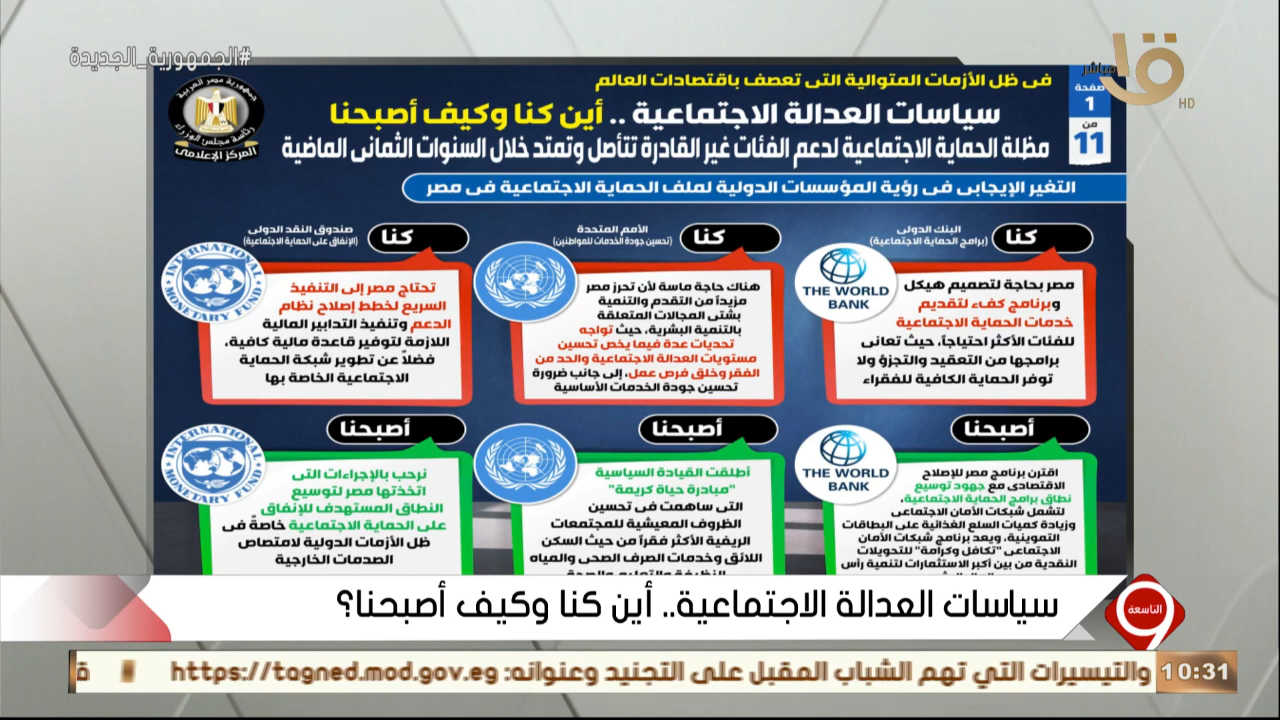 #الجمهورية_الجديدة
مباشر
HD
جمهورية مصر العربية
رئاسة مجلس الوزراء
المركز الإعلامى
صفحة
1
من
11
فى ظل الأزمات المتوالية التى تعصف باقتصادات العالم
سياسات العدالة الاجتماعية .. أين كنا وكيف أصبحنا
مظلة الحماية الاجتماعية لدعم الفئات غير القادرة تتأصل وتمتد خلال السنوات الثمانى الماضية
التغير الإيجابى فى رؤية المؤسسات الدولية لملف الحماية الاجتماعية فى مصر
كنا
البنك الدولى
(برامج الحماية الاجتماعية)
THE WORLD
BANK
مصر بحاجة لتصميم هيكل
وبرنامج كفء لتقديم
خدمات الحماية الاجتماعية
للفئات الأكثر احتياجاً، حيث تعانى
برامجها من التعقيد والتجزؤ ولا
توفر الحماية الكافية للفقراء
كنا
الأمم المتحدة
(تحسين جودة الخدمات للمواطنين)
هناك حاجة ماسة لأن تحرز مصر
مزيداً من التقدم والتنمية
بشتى المجالات المتعلقة
بالتنمية البشرية، حيث تواجه
تحديات عدة فيما يخص تحسين
مستويات العدالة الاجتماعية والحد من
الفقر وخلق فرص عمل، إلى جانب ضرورة
تحسين جودة الخدمات الأساسية
كنا
صندوق النقد الدولى
(الإنفاق على الحماية الاجتماعية)
INTERNATIONAL
MONETARY FUND
تحتاج مصر إلى التنفيذ
السريع لخطط إصلاح نظام
الدعم وتنفيذ التدابير المالية
اللازمة لتوفير قاعدة مالية كافية،
فضلاً عن تطوير شبكة الحماية
الاجتماعية الخاصة بها
أصبحنا
THE WORLD
BANK
اقترن برنامج مصر للإصلاح
الاقتصادى مع جهود توسيع
نطاق برامج الحماية الاجتماعية،
لتشمل شبكات الأمان الاجتماعى
وزيادة كميات السلع الغذائية على البطاقات
التموينية، ويعد برنامج شبكات الأمان
الاجتماعى "تكافل وكرامة" للتحويلات
النقدية من بين أكبر الاستثمارات لتنمية رأس
أصبحنا
أطلقت القيادة السياسية
"مبادرة حياة كريمة"
التى ساهمت فى تحسين
الظروف المعيشية للمجتمعات
الريفية الأكثر فقراً من حيث السكن
اللائق وخدمات الصرف الصحى والمياه
أصبحنا
INTERNATIONAL
MONETARY FUND
نرحب بالإجراءات التى
اتخذتها مصر لتوسيع
النطاق المستهدف للإنفاق
على الحماية الاجتماعية خاصةً فى
ظل الأزمات الدولية لامتصاص
الصدمات الخارجية
التاسعة
9
سياسات العدالة الاجتماعية.. أين كنا وكيف أصبحنا؟
10:31
والتيسيرات التي تهم الشباب المقبل على التجنيد وعنوانه: https://tagned.mod.gov.eg